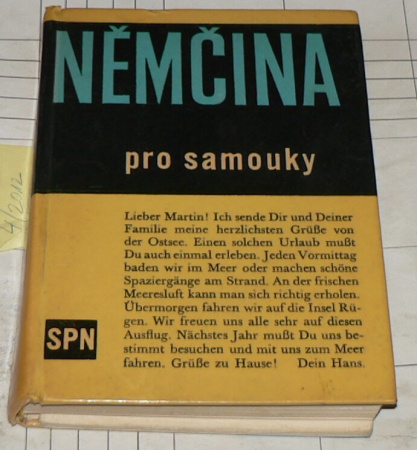 NĚMČINA
pro samouky
Lieber Martin! Ich sende Dir und Deiner
Familie meine herzlichsten Grüße von
der Ostsee. Einen solchen Urlaub mußt
Du auch einmal erleben. Jeden Vormittag
baden wir im Meer oder machen schöne
Spaziergänge am Strand. An der frischen
Meeresluft kann man sich richtig erholen.
Übermorgen fahren wir auf die Insel Rü-
gen. Wir freuen uns alle sehr auf diesen
Ausflug. Nächstes Jahr mußt Du uns be-
stimmt besuchen und mit uns zum Meer
fahren. Grüße zu Hause! Dein Hans.
SPN
4/2012